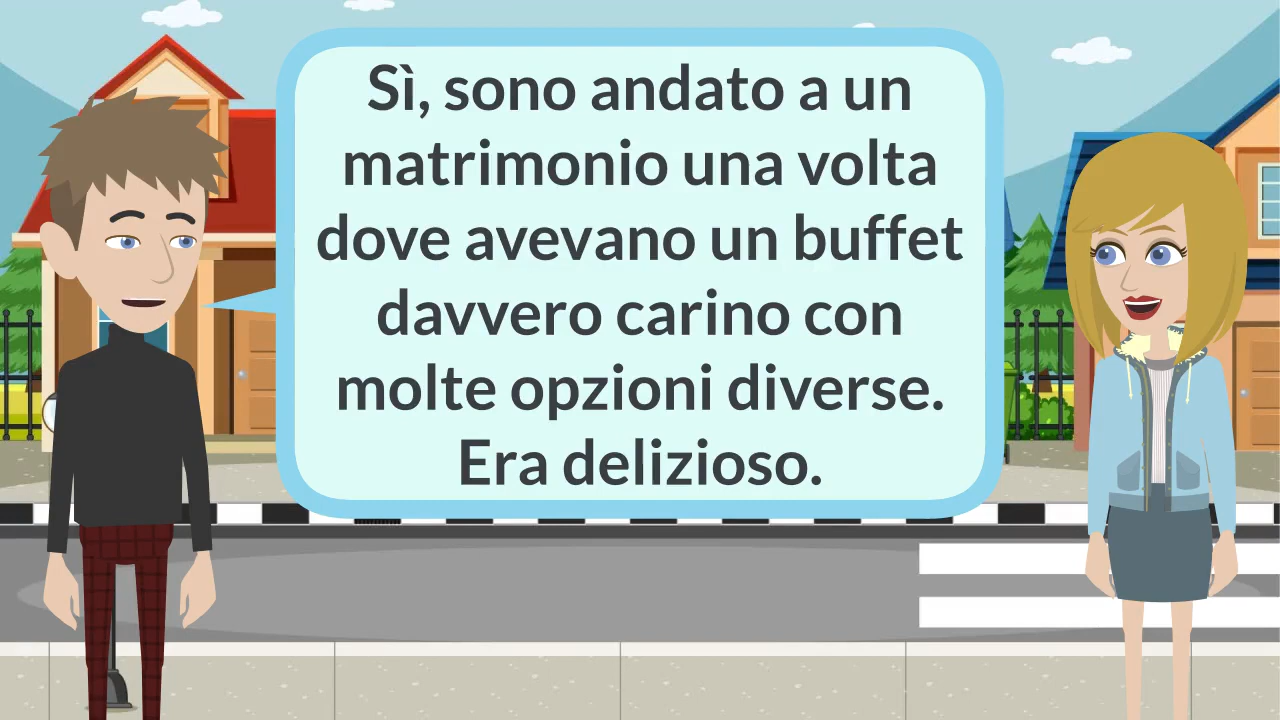 Sì, sono andato a un
matrimonio una volta
dove avevano un buffet
davvero carino con
molte opzioni diverse.
Era delizioso.